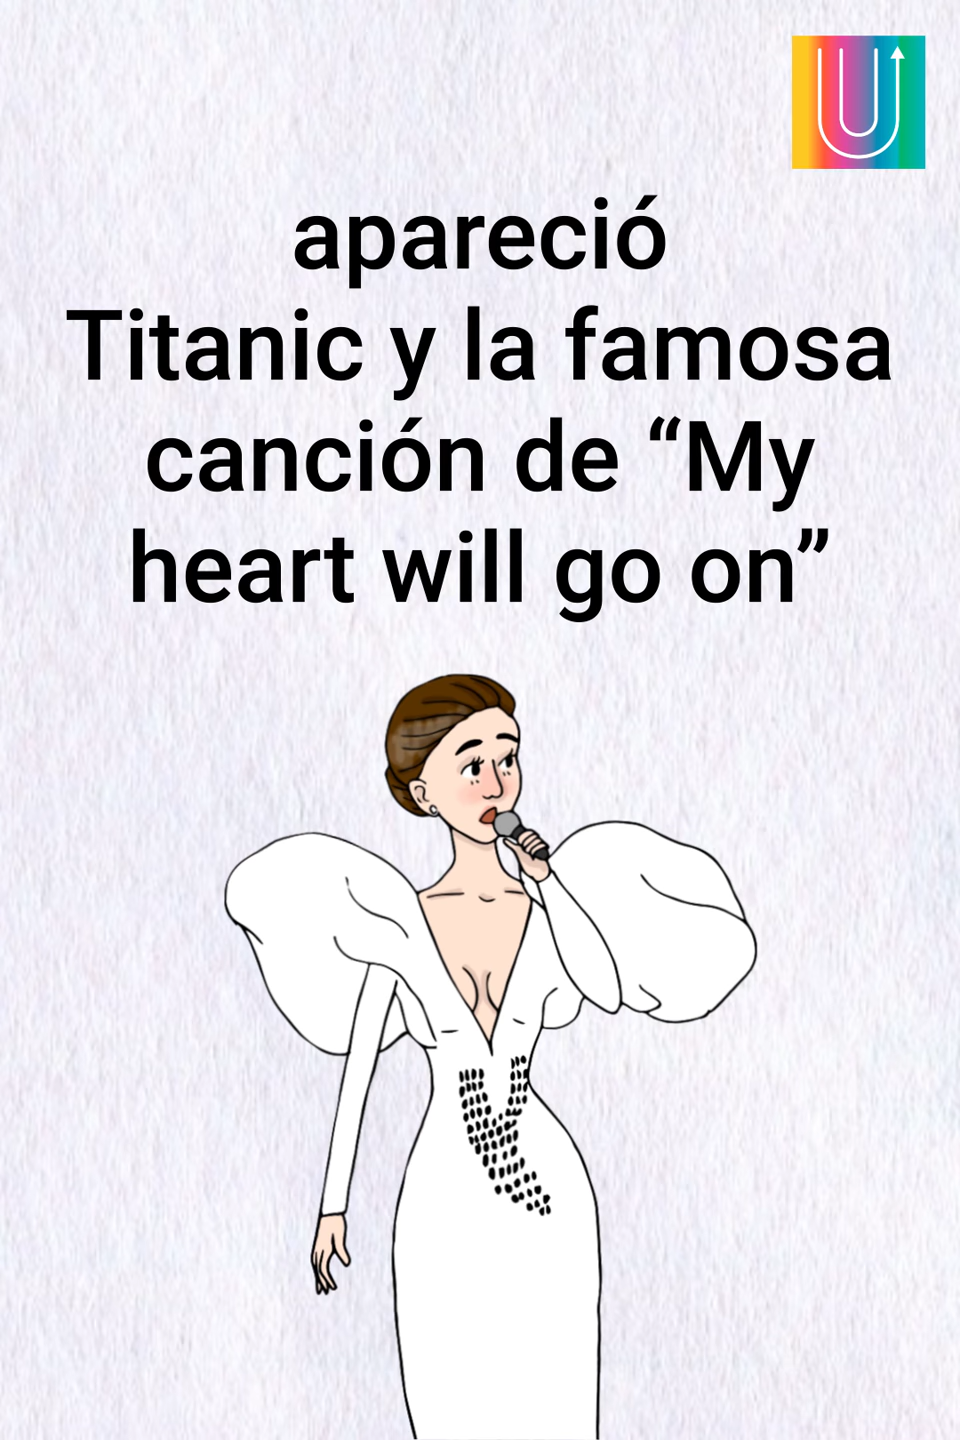 apareció
Titanic y la famosa
canción de “My
heart will go on”